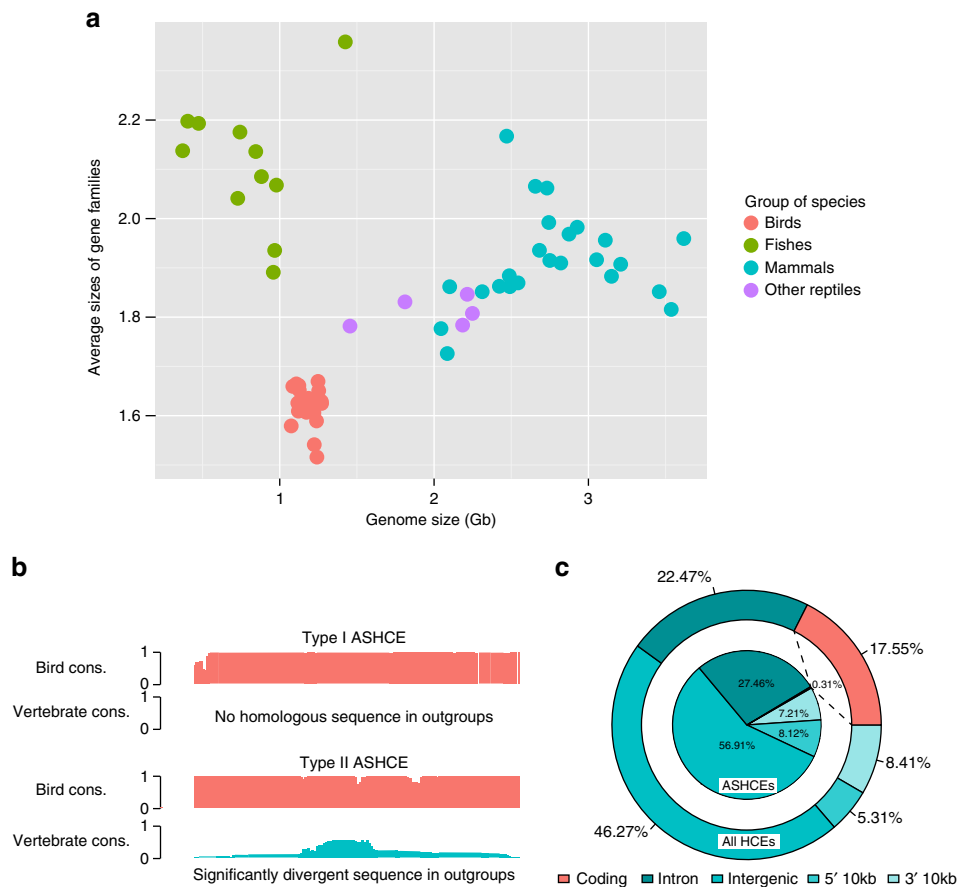 a
Average sizes of gene families
2.2
2.0
1.8
1.6
1
2
3
Genome size (Gb)
Group of species
Birds
Fishes
Mammals
Other reptiles
b
Type I ASHCE
Bird cons.
1
0
Vertebrate cons.
1
0
No homologous sequence in outgroups
Type II ASHCE
Bird cons.
1
0
Vertebrate cons.
1
0
Significantly divergent sequence in outgroups
c
22.47%
17.55%
27.46%
0.31%
7.21%
8.12%
56.91%
8.41%
5.31%
46.27%
ASHCEs
All HCEs
Coding
Intron
Intergenic
5′ 10kb
3′ 10kb